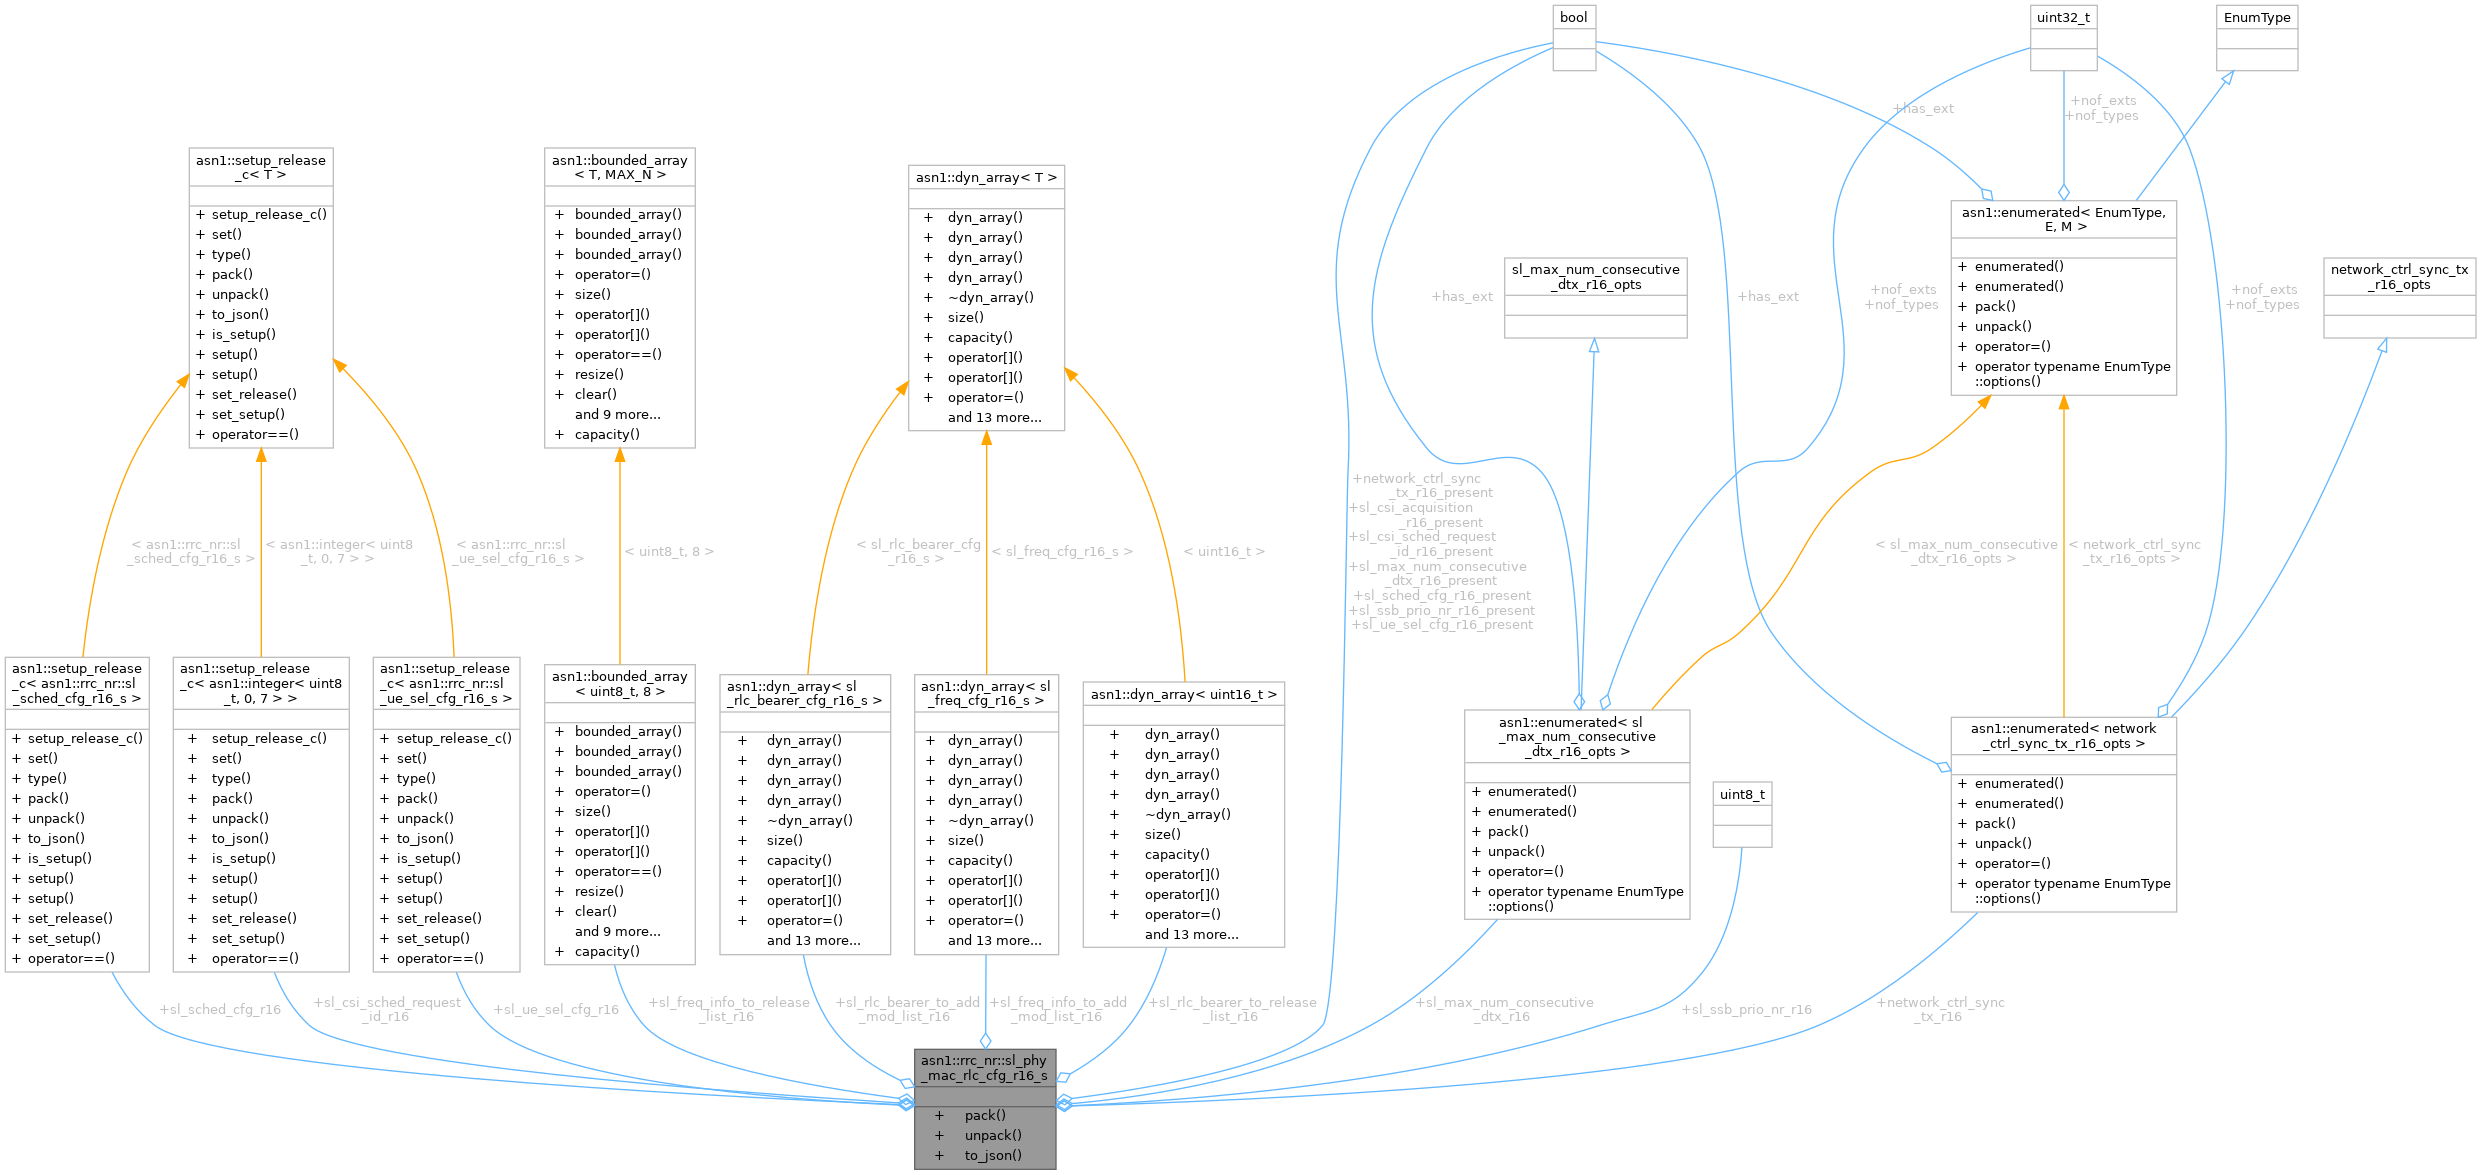 bool
uint32_t
EnumType
+has_ext
+nof_exts
+nof_types
asn1::setup_release
_c< T >
+ setup_release_c()
+ set()
+ type()
+ pack()
+ unpack()
+ to_json()
+ is_setup()
+ setup()
+ setup()
+ set_release()
+ set_setup()
+ operator==()
asn1::bounded_array
< T, MAX_N >
+ bounded_array()
+ bounded_array()
+ bounded_array()
+ operator=()
+ size()
+ operator[]()
+ operator[]()
+ operator==()
+ resize()
+ clear()
and 9 more...
+ capacity()
asn1::dyn_array< T >
+ dyn_array()
+ dyn_array()
+ dyn_array()
+ dyn_array()
+ ~dyn_array()
+ size()
+ capacity()
+ operator[]()
+ operator[]()
+ operator=()
and 13 more...
+has_ext
sl_max_num_consecutive
_dtx_r16_opts
+has_ext
+nof_exts
+nof_types
asn1::enumerated< EnumType,
E, M >
+ enumerated()
+ enumerated()
+ pack()
+ unpack()
+ operator=()
+ operator typename EnumType
::options()
+nof_exts
+nof_types
network_ctrl_sync_tx
_r16_opts
< asn1::rrc_nr::sl
_sched_cfg_r16_s >
< asn1::integer< uint8
_t, 0, 7 > >
< asn1::rrc_nr::sl
_ue_sel_cfg_r16_s >
< uint8_t, 8 >
< sl_rlc_bearer_cfg
_r16_s >
< sl_freq_cfg_r16_s >
< uint16_t >
+network_ctrl_sync
_tx_r16_present
+sl_csi_acquisition
_r16_present
+sl_csi_sched_request
_id_r16_present
+sl_max_num_consecutive
_dtx_r16_present
+sl_sched_cfg_r16_present
+sl_ssb_prio_nr_r16_present
+sl_ue_sel_cfg_r16_present
< sl_max_num_consecutive
_dtx_r16_opts >
< network_ctrl_sync
_tx_r16_opts >
asn1::setup_release
_c< asn1::rrc_nr::sl
_sched_cfg_r16_s >
+ setup_release_c()
+ set()
+ type()
+ pack()
+ unpack()
+ to_json()
+ is_setup()
+ setup()
+ setup()
+ set_release()
+ set_setup()
+ operator==()
asn1::setup_release
_c< asn1::integer< uint8
_t, 0, 7 > >
+ setup_release_c()
+ set()
+ type()
+ pack()
+ unpack()
+ to_json()
+ is_setup()
+ setup()
+ setup()
+ set_release()
+ set_setup()
+ operator==()
asn1::setup_release
_c< asn1::rrc_nr::sl
_ue_sel_cfg_r16_s >
+ setup_release_c()
+ set()
+ type()
+ pack()
+ unpack()
+ to_json()
+ is_setup()
+ setup()
+ setup()
+ set_release()
+ set_setup()
+ operator==()
asn1::bounded_array
< uint8_t, 8 >
+ bounded_array()
+ bounded_array()
+ bounded_array()
+ operator=()
+ size()
+ operator[]()
+ operator[]()
+ operator==()
+ resize()
+ clear()
and 9 more...
+ capacity()
asn1::dyn_array< sl
_rlc_bearer_cfg_r16_s >
+ dyn_array()
+ dyn_array()
+ dyn_array()
+ dyn_array()
+ ~dyn_array()
+ size()
+ capacity()
+ operator[]()
+ operator[]()
+ operator=()
and 13 more...
asn1::dyn_array< sl
_freq_cfg_r16_s >
+ dyn_array()
+ dyn_array()
+ dyn_array()
+ dyn_array()
+ ~dyn_array()
+ size()
+ capacity()
+ operator[]()
+ operator[]()
+ operator=()
and 13 more...
asn1::dyn_array< uint16_t >
+ dyn_array()
+ dyn_array()
+ dyn_array()
+ dyn_array()
+ ~dyn_array()
+ size()
+ capacity()
+ operator[]()
+ operator[]()
+ operator=()
and 13 more...
asn1::enumerated< sl
_max_num_consecutive
_dtx_r16_opts >
+ enumerated()
+ enumerated()
+ pack()
+ unpack()
+ operator=()
+ operator typename EnumType
::options()
uint8_t
asn1::enumerated< network
_ctrl_sync_tx_r16_opts >
+ enumerated()
+ enumerated()
+ pack()
+ unpack()
+ operator=()
+ operator typename EnumType
::options()
+sl_sched_cfg_r16
+sl_csi_sched_request
_id_r16
+sl_ue_sel_cfg_r16
+sl_freq_info_to_release
_list_r16
+sl_rlc_bearer_to_add
_mod_list_r16
+sl_freq_info_to_add
_mod_list_r16
+sl_rlc_bearer_to_release
_list_r16
+sl_max_num_consecutive
_dtx_r16
+sl_ssb_prio_nr_r16
+network_ctrl_sync
_tx_r16
asn1::rrc_nr::sl_phy
_mac_rlc_cfg_r16_s
+ pack()
+ unpack()
+ to_json()